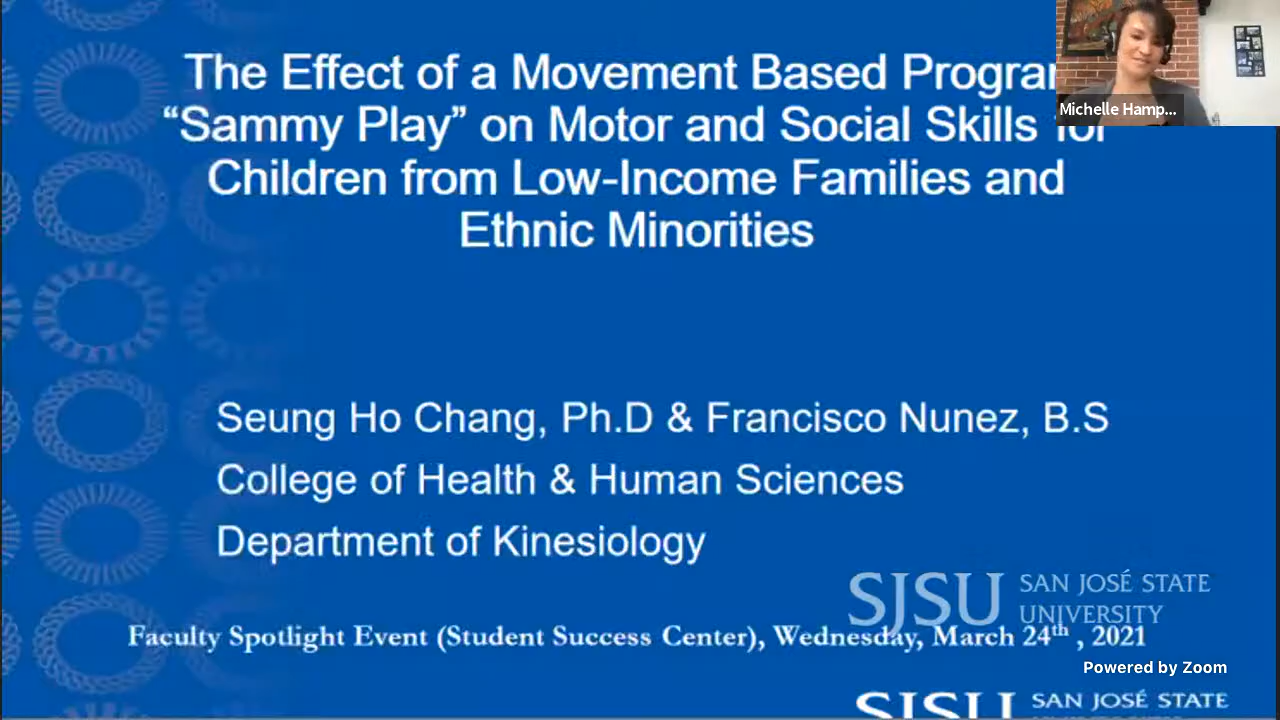 The Effect of a Movement Based Progra
“Sammy Play” on Motor and Social Skills for
Children from Low-Income Families and
Ethnic Minorities
Michelle Hamp...
Seung Ho Chang, Ph.D & Francisco Nunez, B.S
College of Health & Human Sciences
Department of Kinesiology
SJSU SAN JOSÉ STATE
UNIVERSITY
Faculty Spotlight Event (Student Success Center), Wednesday, March 24th , 2021
Powered by Zoom
SJSU SAN JOSÉ STATE